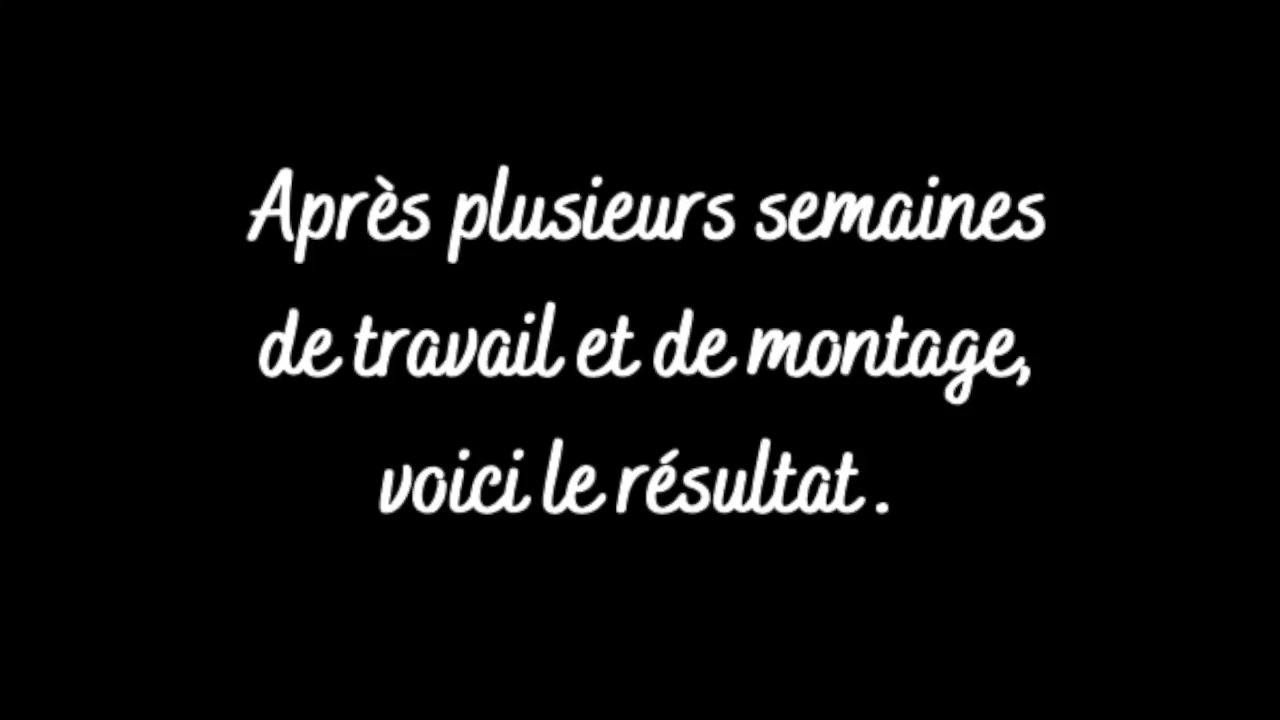 Après plusieurs semaines
de travail et de montage,
voici le résultat .